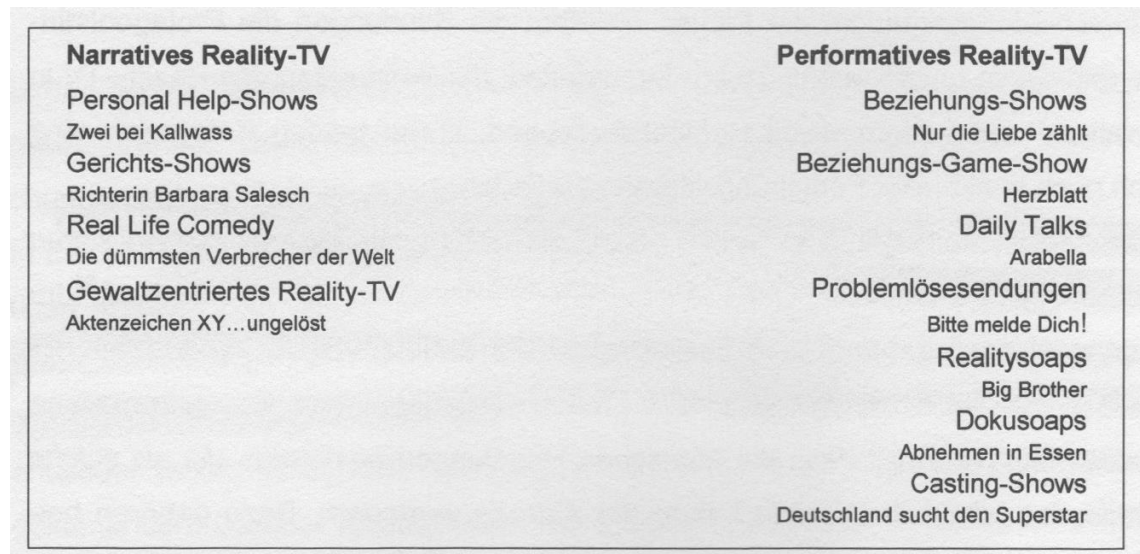 Narratives Reality-TV
Personal Help-Shows
Zwei bei Kallwass
Gerichts-Shows
Richterin Barbara Salesch
Real Life Comedy
Die dümmsten Verbrecher der Welt
Gewaltzentriertes Reality-TV
Aktenzeichen XY...ungelöst
Performatives Reality-TV
Beziehungs-Shows
Nur die Liebe zählt
Beziehungs-Game-Show
Herzblatt
Daily Talks
Arabella
Problemlösesendungen
Bitte melde Dich!
Realitysoaps
Big Brother
Dokusoaps
Abnehmen in Essen
Casting-Shows
Deutschland sucht den Superstar